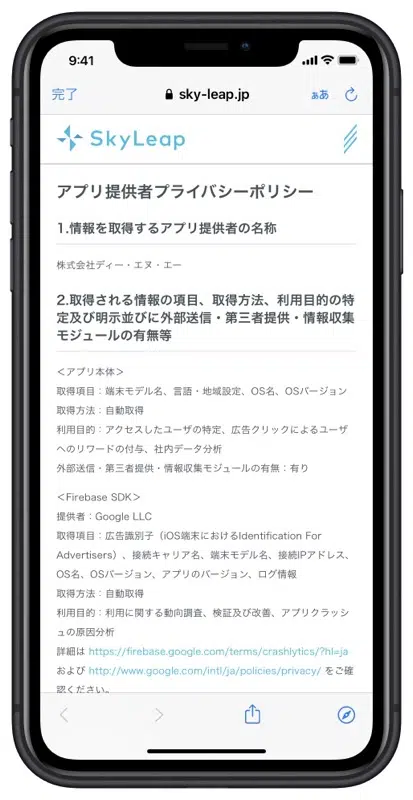 9:41
完了
sky-leap.jp
ぁあ
SkyLeap
アプリ提供者プライバシーポリシー
1.情報を取得するアプリ提供者の名称
株式会社ディー・エヌ・エー
2.取得される情報の項目、取得方法、利用目的の特
定及び明示並びに外部送信・第三者提供・情報収集
モジュールの有無等
＜アプリ本体＞
取得項目：端末モデル名、言語・地域設定、OS名、OSバージョン
取得方法：自動取得
利用目的：アクセスしたユーザの特定、広告クリックによるユーザ
へのリワードの付与、社内データ分析
外部送信・第三者提供・情報収集モジュールの有無：有り
＜Firebase SDK＞
提供者：Google LLC
取得項目：広告識別子（iOS端末におけるIdentification For
Advertisers）、接続キャリア名、端末モデル名、接続IPアドレス、
OS名、OSバージョン、アプリのバージョン、ログ情報
取得方法：自動取得
利用目的：利用に関する動向調査、検証及び改善、アプリクラッシ
ュの原因分析
詳細は https://firebase.google.com/terms/crashlytics/?hl=ja
および http://www.google.com/intl/ja/policies/privacy/ をご確
認ください。